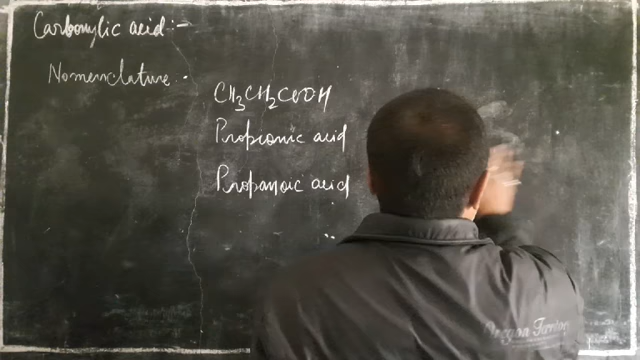 Carboxylic acid:-
Nomenclature:-
CH3CH2COOH
Propionic acid
Propanoic acid